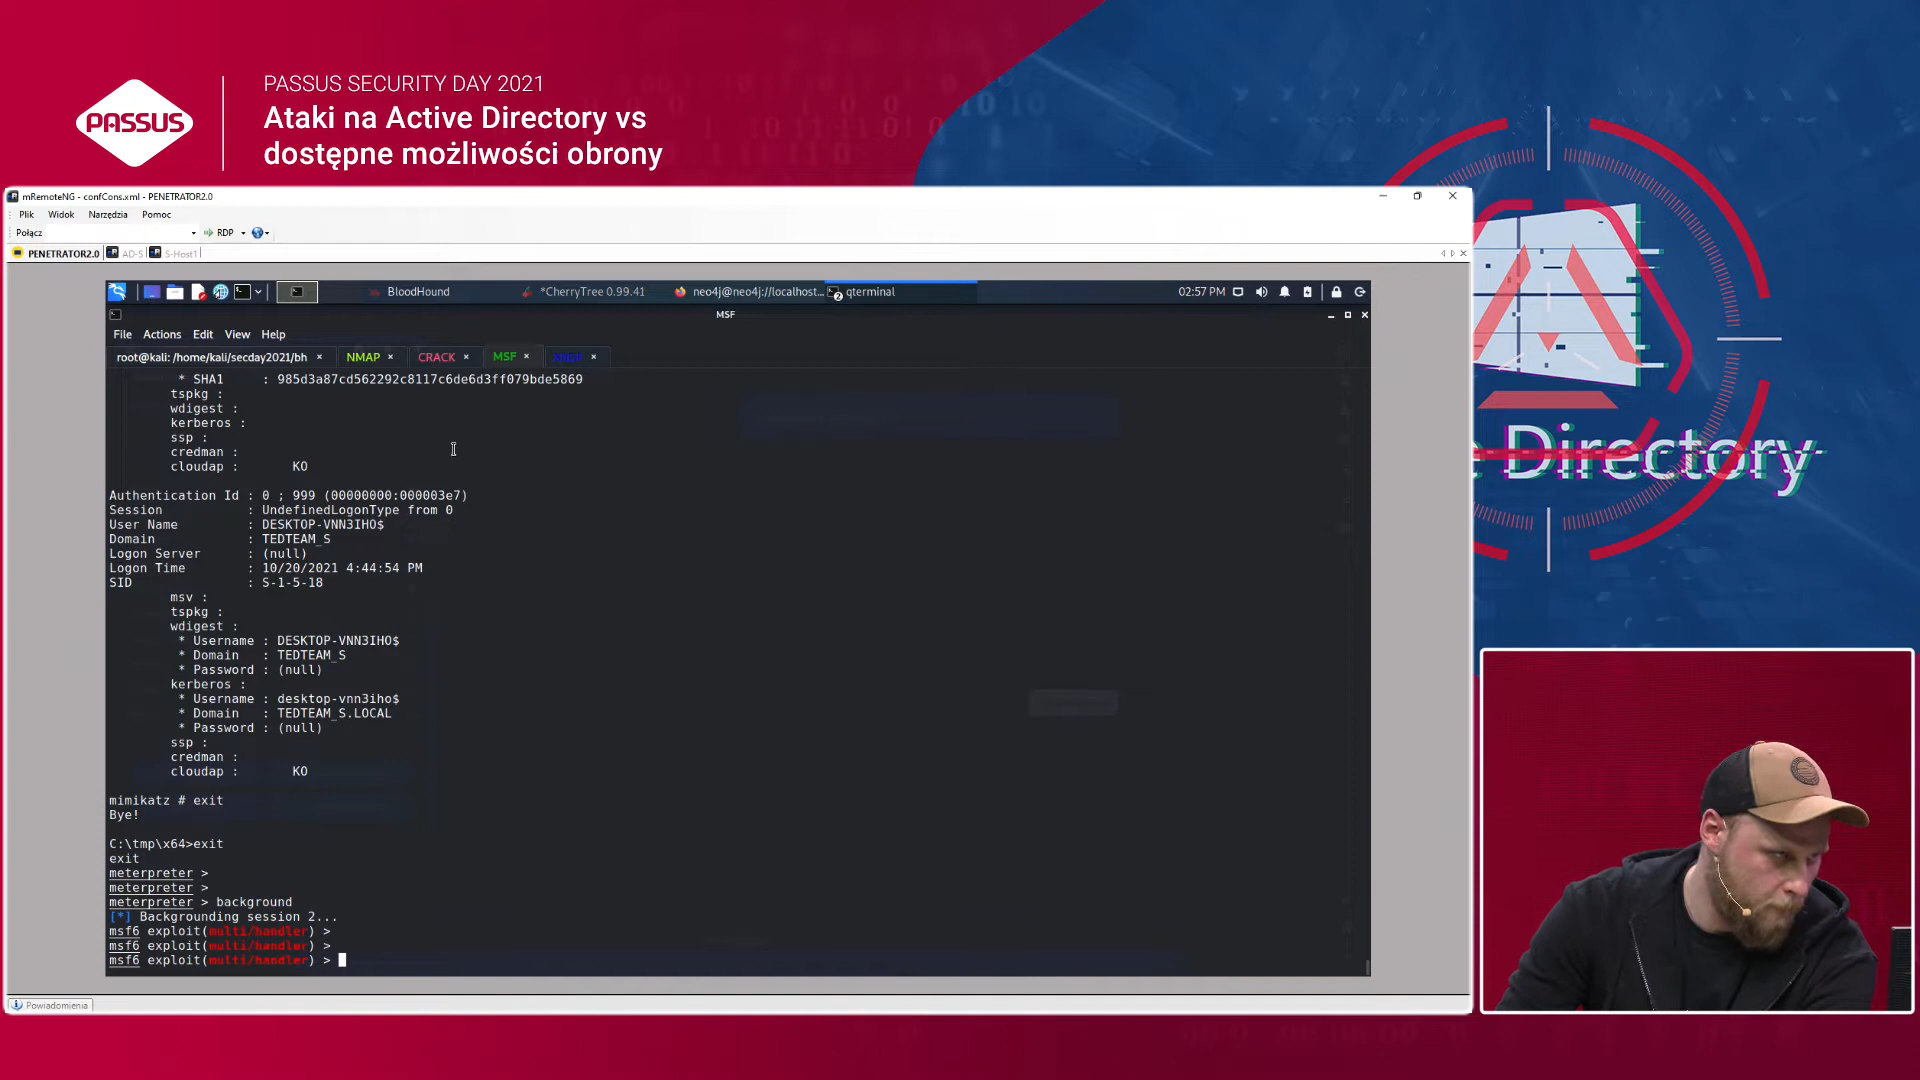 PASSUS
PASSUS SECURITY DAY 2021
Ataki na Active Directory vs
dostępne możliwości obrony
mRemoteNG - confCons.xml - PENETRATOR2.0
Plik Widok Narzędzia Pomoc
Połącz RDP
PENETRATOR2.0 AD-S S-Host1
BloodHound *CherryTree 0.99.41 neo4j@neo4j://localhost... qterminal 02:57 PM
MSF
File Actions Edit View Help
root@kali: /home/kali/secday2021/bh NMAP CRACK MSF
* SHA1 : 985d3a87cd562292c8117c6de6d3ff079bde5869
tspkg :
wdigest :
kerberos :
ssp :
credman :
cloudap : KO
Authentication Id : 0 ; 999 (00000000:000003e7)
Session : UndefinedLogonType from 0
User Name : DESKTOP-VNN3IHO$
Domain : TEDTEAM_S
Logon Server : (null)
Logon Time : 10/20/2021 4:44:54 PM
SID : S-1-5-18
msv :
tspkg :
wdigest :
* Username : DESKTOP-VNN3IHO$
* Domain : TEDTEAM_S
* Password : (null)
kerberos :
* Username : desktop-vnn3iho$
* Domain : TEDTEAM_S.LOCAL
* Password : (null)
ssp :
credman :
cloudap : KO
mimikatz # exit
Bye!
C:\tmp\x64>exit
exit
meterpreter >
meterpreter >
meterpreter > background
[*] Backgrounding session 2...
msf6 exploit(multi/handler) >
msf6 exploit(multi/handler) >
msf6 exploit(multi/handler) >
Powiadomienia
e Directory